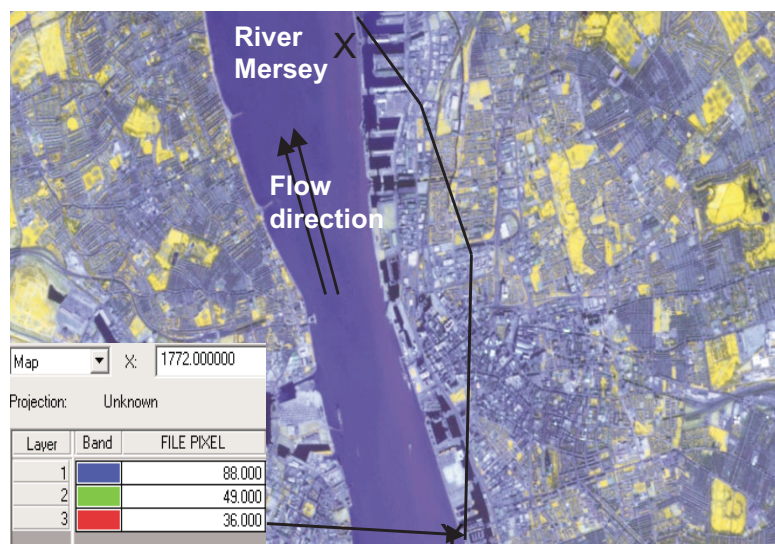 River
Mersey
X
Flow
direction
Map X: 1772.000000
Projection: Unknown
Layer Band FILE PIXEL
1 88.000
2 49.000
3 36.000
X